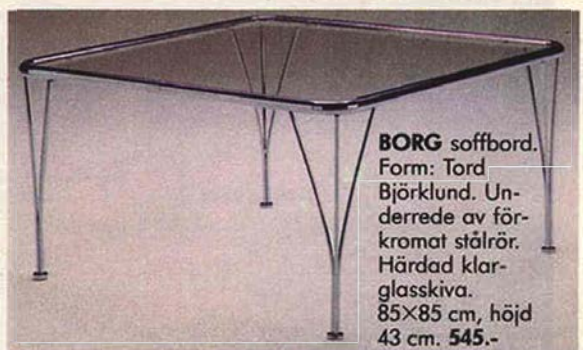 BORG soffbord.
Form: Tord
Björklund. Un-
derrede av för-
kromat stålrör.
Härdad klar-
glasskiva.
85×85 cm, höjd
43 cm. 545.-